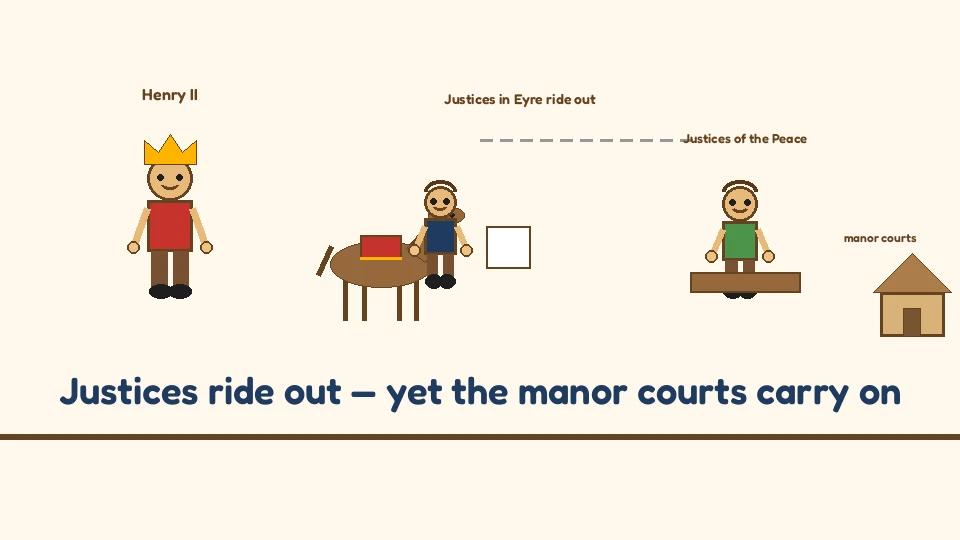 Henry II
Justices in Eyre ride out
Justices of the Peace
manor courts
Justices ride out — yet the manor courts carry on